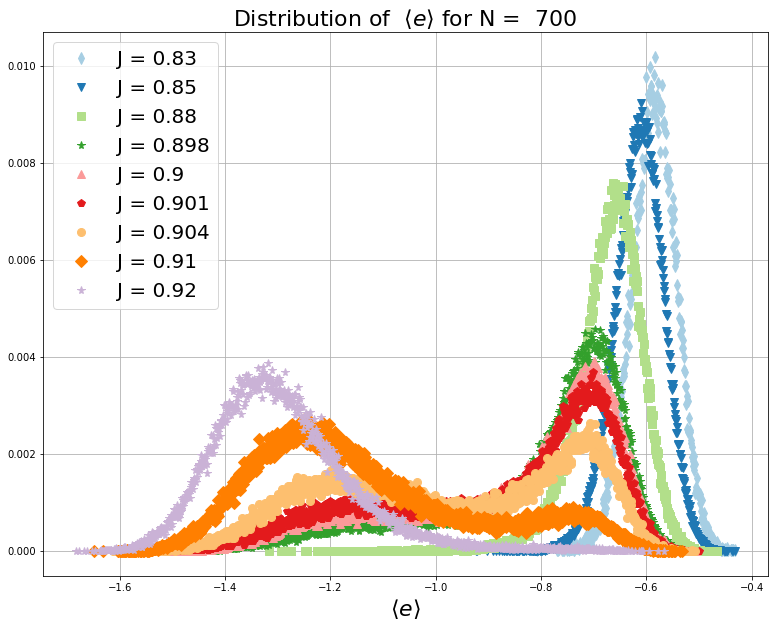 Distribution of ⟨e⟩ for N = 700
J = 0.83
J = 0.85
J = 0.88
J = 0.898
J = 0.9
J = 0.901
J = 0.904
J = 0.91
J = 0.92
0.010
0.008
0.006
0.004
0.002
0.000
−1.6 −1.4 −1.2 −1.0 −0.8 −0.6 −0.4
⟨e⟩